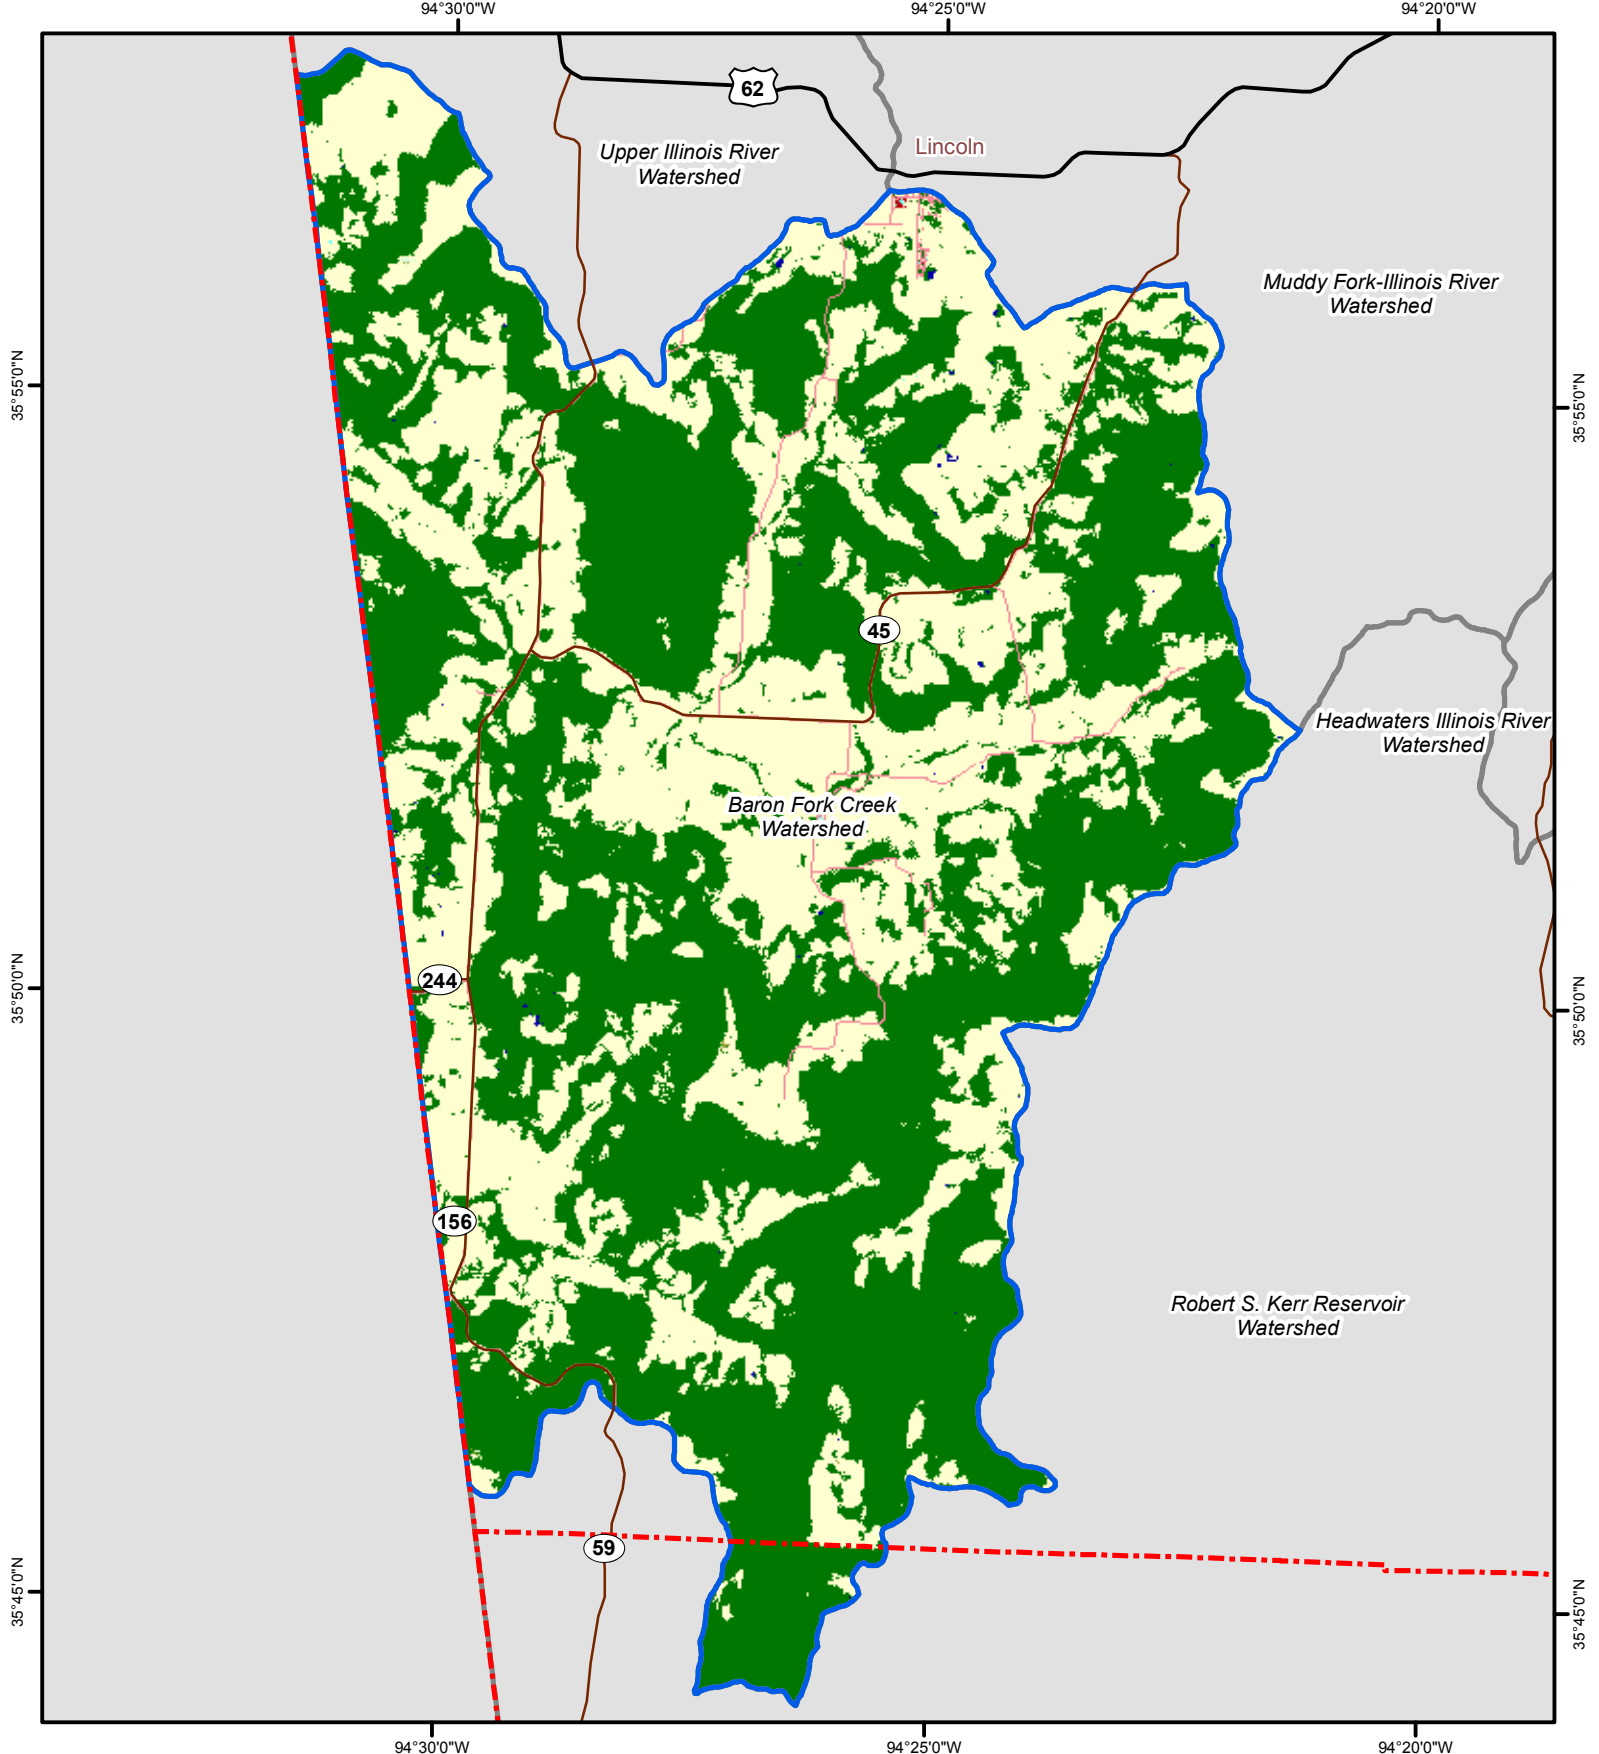 94°30'0"W
94°25'0"W
94°20'0"W
62
Lincoln
Upper Illinois River
Watershed
Muddy Fork-Illinois River
Watershed
35°55'0"N
35°55'0"N
45
Headwaters Illinois River
Watershed
Baron Fork Creek
Watershed
244
35°50'0"N
35°50'0"N
156
Robert S. Kerr Reservoir
Watershed
59
35°45'0"N
35°45'0"N
94°30'0"W
94°25'0"W
94°20'0"W